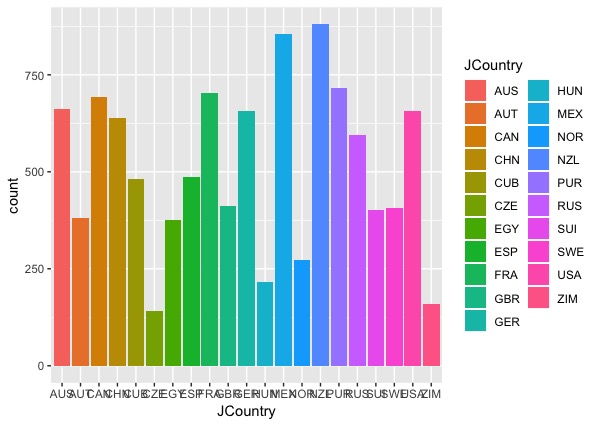 JCountry
AUS HUN
AUT MEX
CAN NOR
CHN NZL
CUB PUR
CZE RUS
EGY SUI
ESP SWE
FRA USA
GBR ZIM
GER
750
500
250
0
count
AUS AUT CAN CHN CUB CZE EGY ESP FRA GBR GER HUN MEX NOR NZL PUR RUS SUI SWE USA ZIM
JCountry